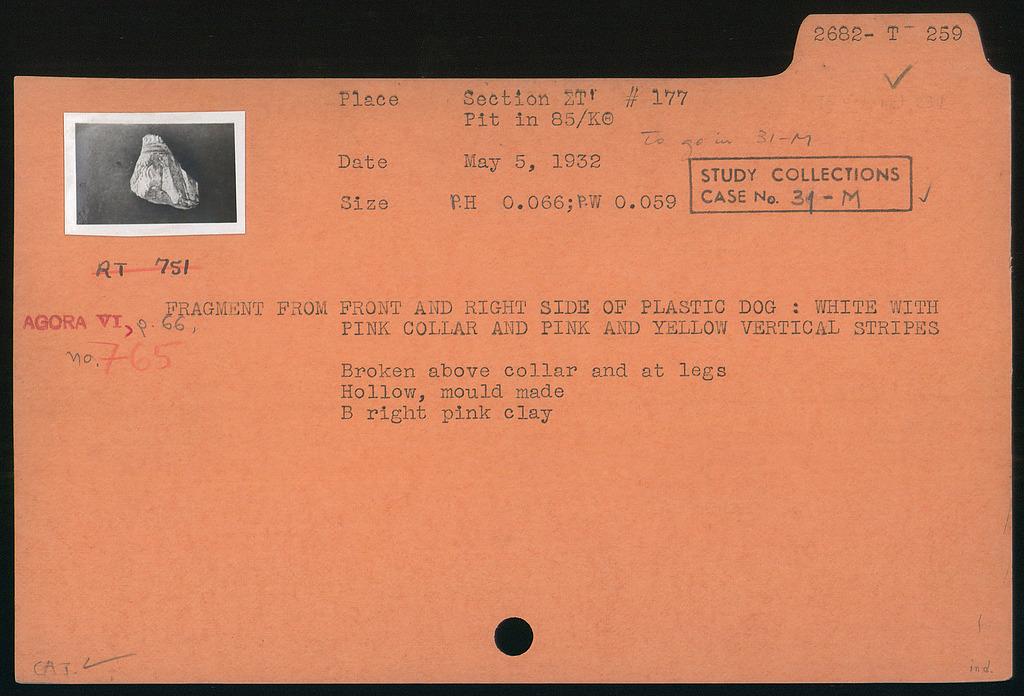 2682- T 259
Place Section ΣΤ' # 177
Pit in 85/ΚΘ
To go in 31-M
Date May 5, 1932
STUDY COLLECTIONS
CASE No. 31-M
Size P.H 0.066; P.W 0.059
RT 751
FRAGMENT FROM FRONT AND RIGHT SIDE OF PLASTIC DOG : WHITE WITH
PINK COLLAR AND PINK AND YELLOW VERTICAL STRIPES
AGORA VI, p. 66,
no. 765
Broken above collar and at legs
Hollow, mould made
B right pink clay
CAT.
ind.